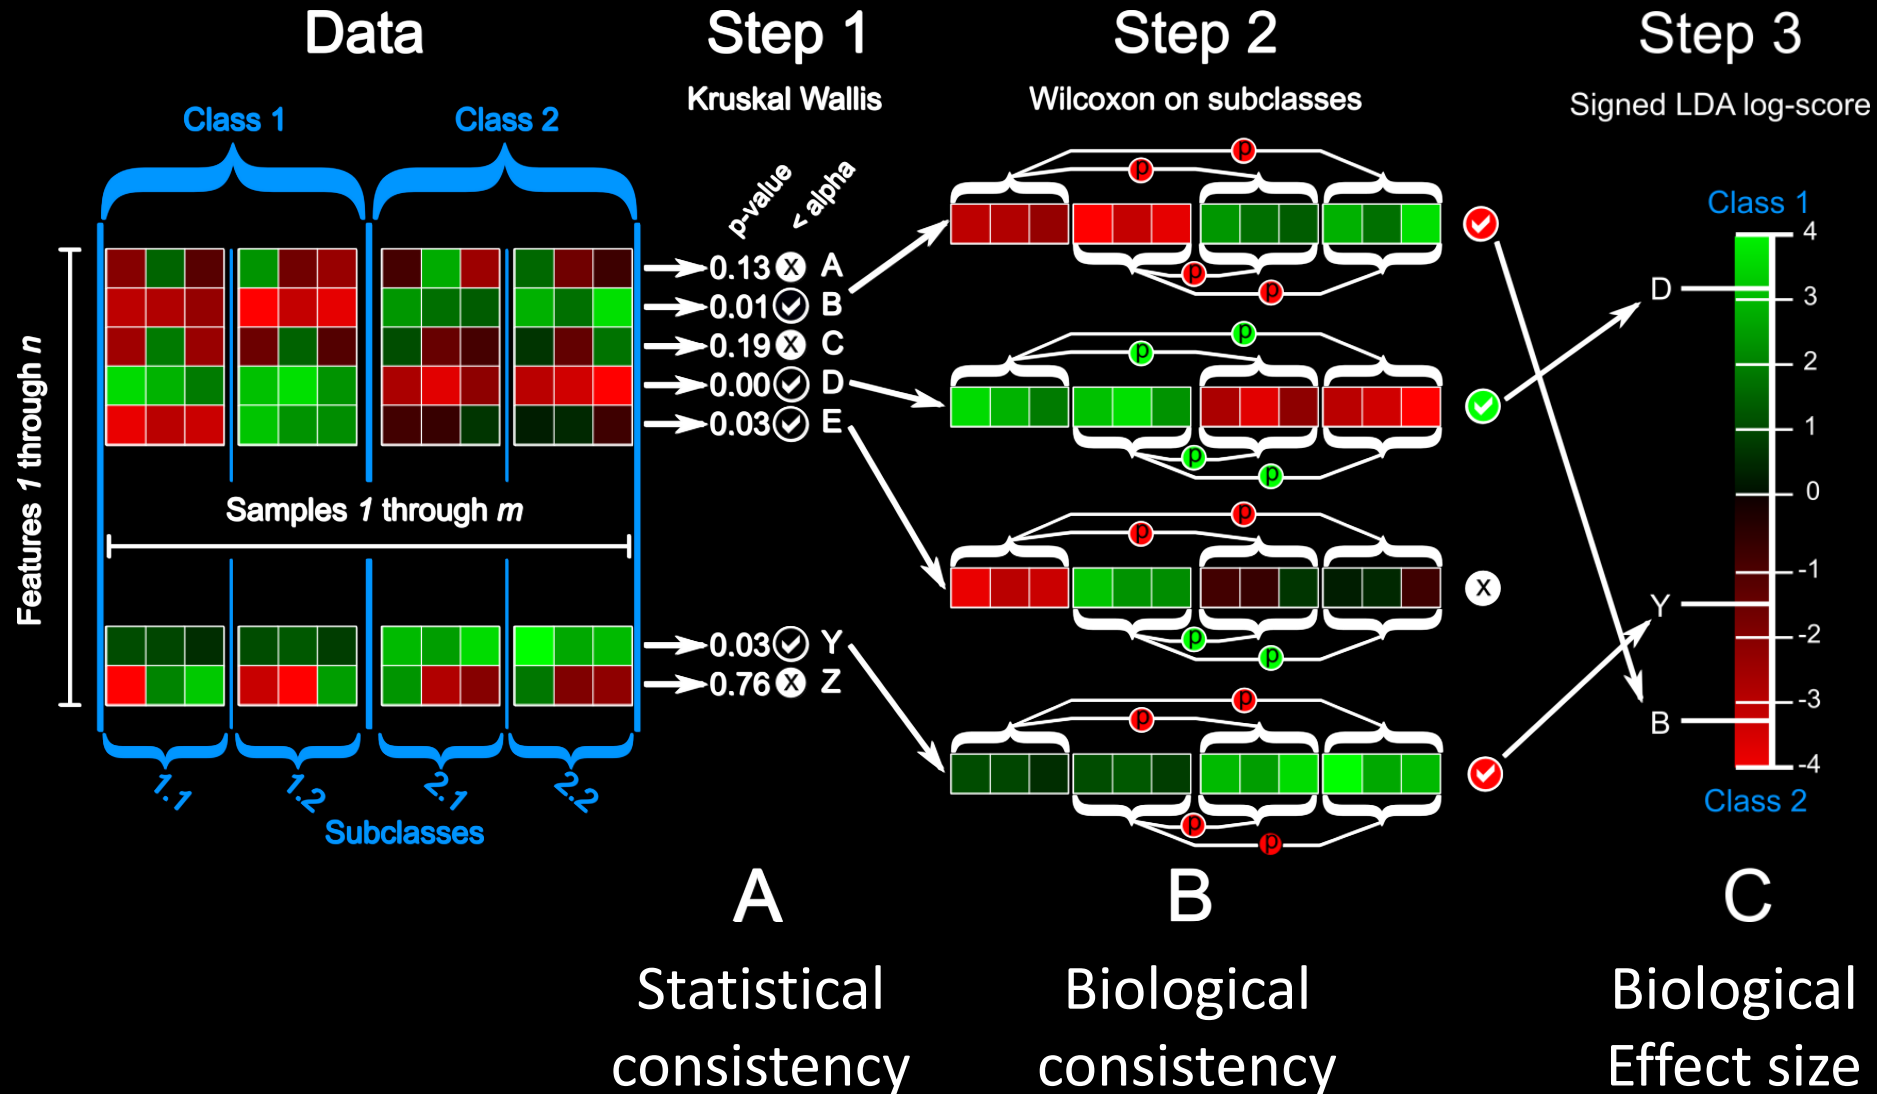 Data
Step 1
Step 2
Step 3
Kruskal Wallis
Wilcoxon on subclasses
Signed LDA log-score
Class 1
Class 2
p-value
< alpha
0.13 x A
0.01 B
0.19 x C
0.00 D
0.03 E
0.03 Y
0.76 x Z
Features 1 through n
Samples 1 through m
1.1
1.2
2.1
2.2
Subclasses
p
p
p
p
p
p
p
p
p
p
p
p
x
p
p
p
p
Class 1
4
D
3
2
1
0
-1
Y
-2
-3
B
-4
Class 2
A
B
C
Statistical
consistency
Biological
consistency
Biological
Effect size